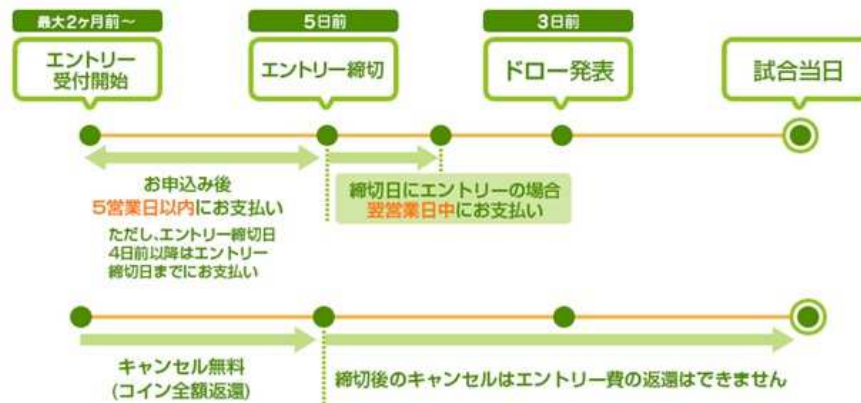 最大2ヶ月前～
5日前
3日前
エントリー
受付開始
エントリー締切
ドロー発表
試合当日
お申込み後
5営業日以内にお支払い
ただし、エントリー締切日
4日前以降はエントリー
締切日までにお支払い
締切日にエントリーの場合
翌営業日中にお支払い
キャンセル無料
(コイン全額返還)
締切後のキャンセルはエントリー費の返還はできません